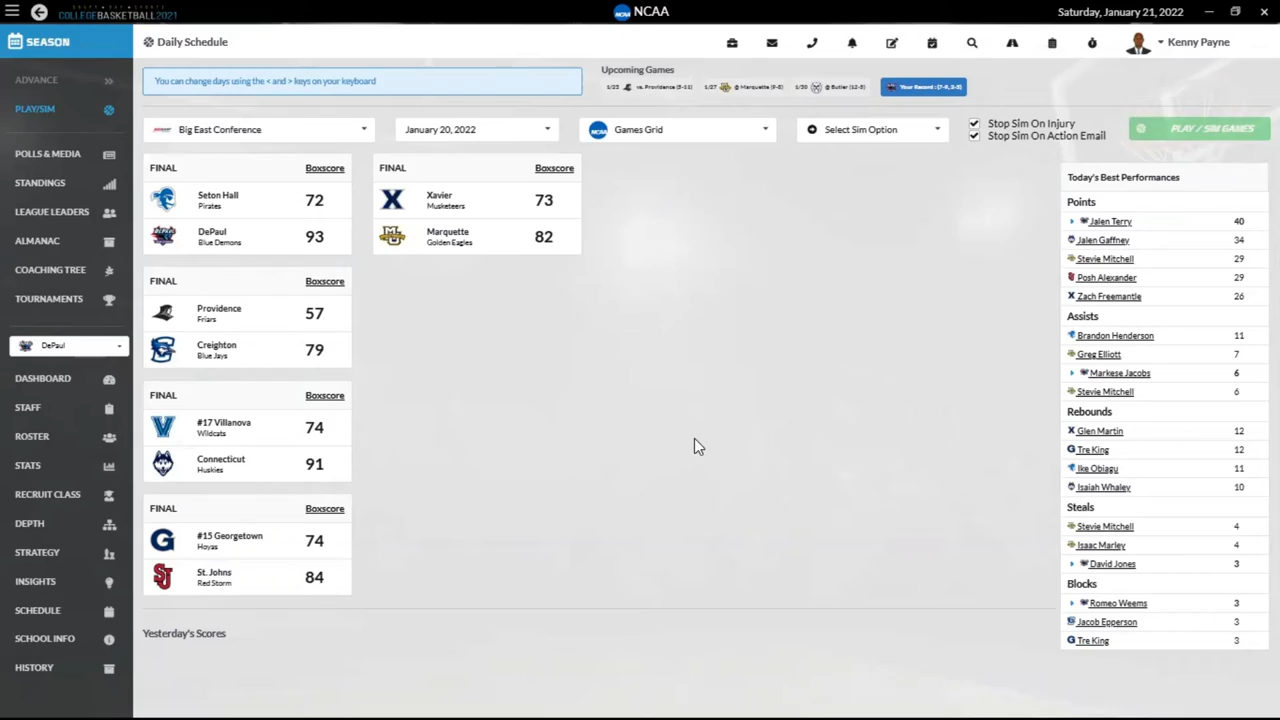 DRAFT DAY SPORTS
COLLEGE BASKETBALL 2021
NCAA
Saturday, January 21, 2022
SEASON
Daily Schedule
Kenny Payne
ADVANCE
PLAY/SIM
POLLS & MEDIA
STANDINGS
LEAGUE LEADERS
ALMANAC
COACHING TREE
TOURNAMENTS
DePaul
DASHBOARD
STAFF
ROSTER
STATS
RECRUIT CLASS
DEPTH
STRATEGY
INSIGHTS
SCHEDULE
SCHOOL INFO
HISTORY
You can change days using the < and > keys on your keyboard
Upcoming Games
vs. Providence
@ Marquette
@ Butler
Your Record :
Big East Conference
January 20, 2022
Games Grid
Select Sim Option
Stop Sim On Injury
Stop Sim On Action Email
PLAY / SIM GAMES
FINAL Boxscore
Seton Hall 72
Pirates
DePaul 93
Blue Demons
FINAL Boxscore
Xavier 73
Musketeers
Marquette 82
Golden Eagles
FINAL Boxscore
Providence 57
Friars
Creighton 79
Blue Jays
FINAL Boxscore
#17 Villanova 74
Wildcats
Connecticut 91
Huskies
FINAL Boxscore
#15 Georgetown 74
Hoyas
St. Johns 84
Red Storm
Yesterday's Scores
Today's Best Performances
Points
Jalen Terry 40
Jalen Gaffney 34
Stevie Mitchell 29
Posh Alexander 29
Zach Freemantle 26
Assists
Brandon Henderson 11
Greg Elliott 7
Markese Jacobs 6
Stevie Mitchell 6
Rebounds
Glen Martin 12
Tre King 12
Ike Obiagu 11
Isaiah Whaley 10
Steals
Stevie Mitchell 4
Isaac Marley 4
David Jones 3
Blocks
Romeo Weems 3
Jacob Epperson 3
Tre King 3